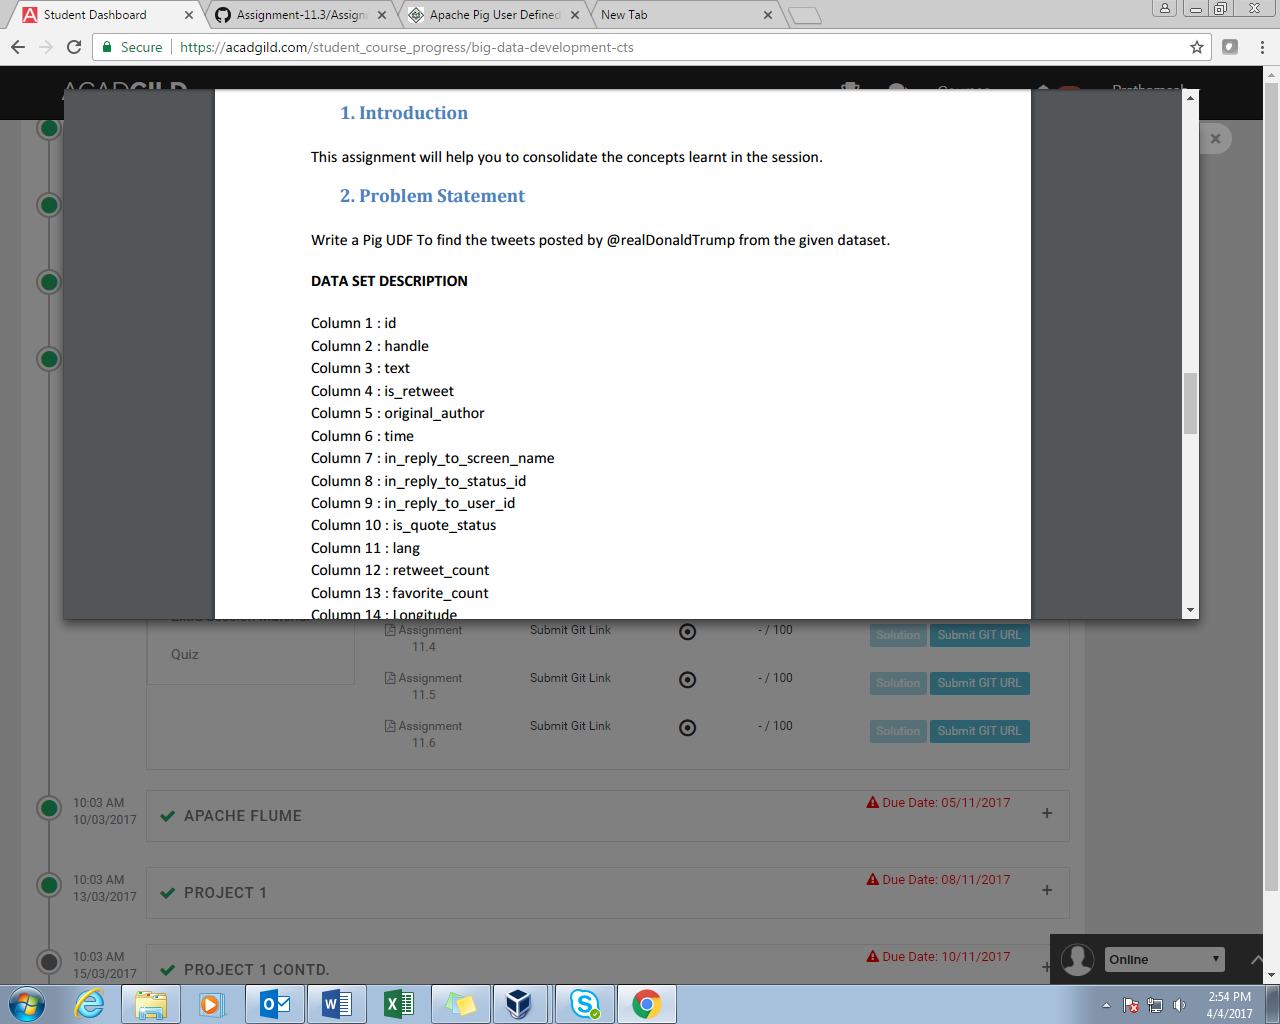 Student Dashboard
Assignment-11.3/Assignm
Apache Pig User Defined
New Tab
Secure
https://acadgild.com/student_course_progress/big-data-development-cts
ACADGILD
1. Introduction
This assignment will help you to consolidate the concepts learnt in the session.
2. Problem Statement
Write a Pig UDF To find the tweets posted by @realDonaldTrump from the given dataset.
DATA SET DESCRIPTION
Column 1 : id
Column 2 : handle
Column 3 : text
Column 4 : is_retweet
Column 5 : original_author
Column 6 : time
Column 7 : in_reply_to_screen_name
Column 8 : in_reply_to_status_id
Column 9 : in_reply_to_user_id
Column 10 : is_quote_status
Column 11 : lang
Column 12 : retweet_count
Column 13 : favorite_count
Column 14 : Longitude
Quiz
Assignment 11.4
Submit Git Link
- / 100
Solution
Submit GIT URL
Assignment 11.5
Submit Git Link
- / 100
Solution
Submit GIT URL
Assignment 11.6
Submit Git Link
- / 100
Solution
Submit GIT URL
10:03 AM
10/03/2017
APACHE FLUME
Due Date: 05/11/2017
10:03 AM
13/03/2017
PROJECT 1
Due Date: 08/11/2017
10:03 AM
15/03/2017
PROJECT 1 CONTD.
Due Date: 10/11/2017
Online
2:54 PM
4/4/2017